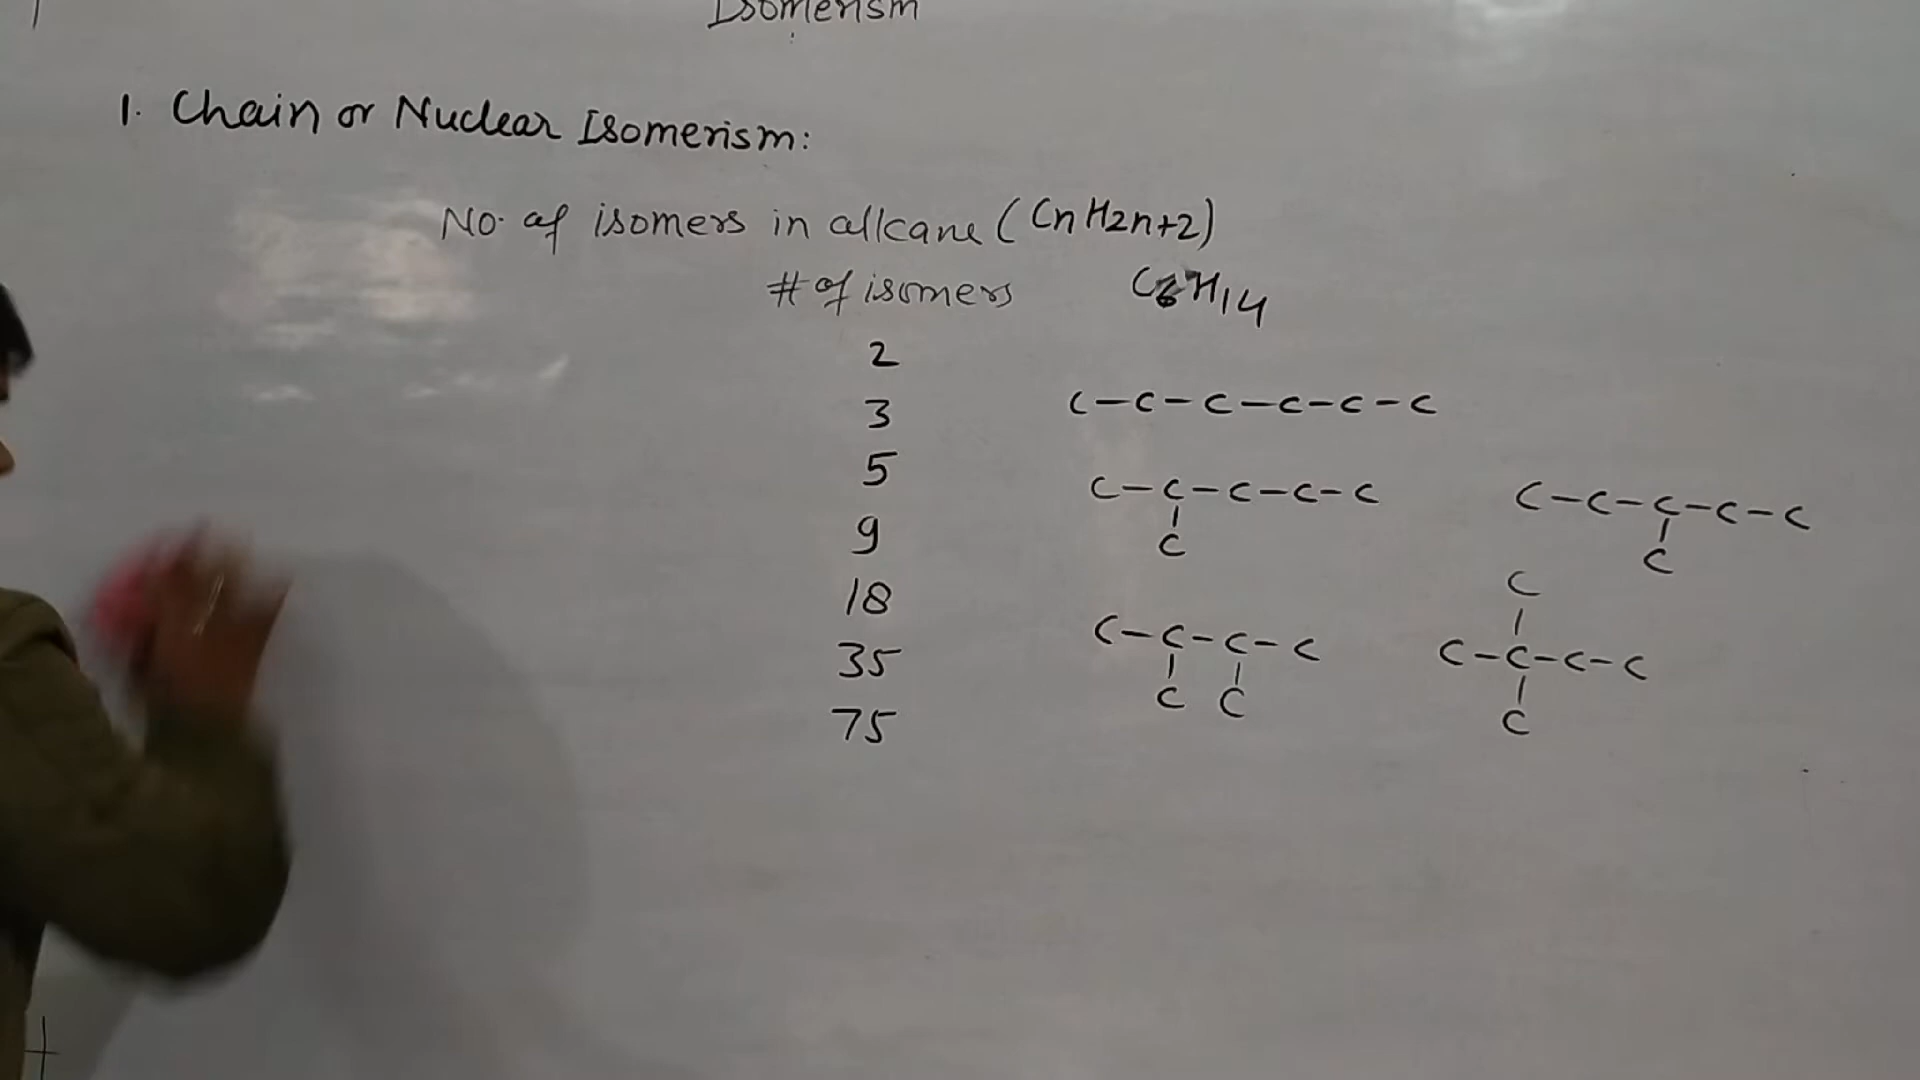 Isomerism
1. Chain or Nuclear Isomerism:
No. of isomers in alkane (CnH2n+2)
# of isomers C6H14
2
3
C-C-C-C-C-C
5
C-C-C-C-C C-C-C-C-C
C C
9
C
18
C-C-C-C C-C-C-C
35
C C C
75